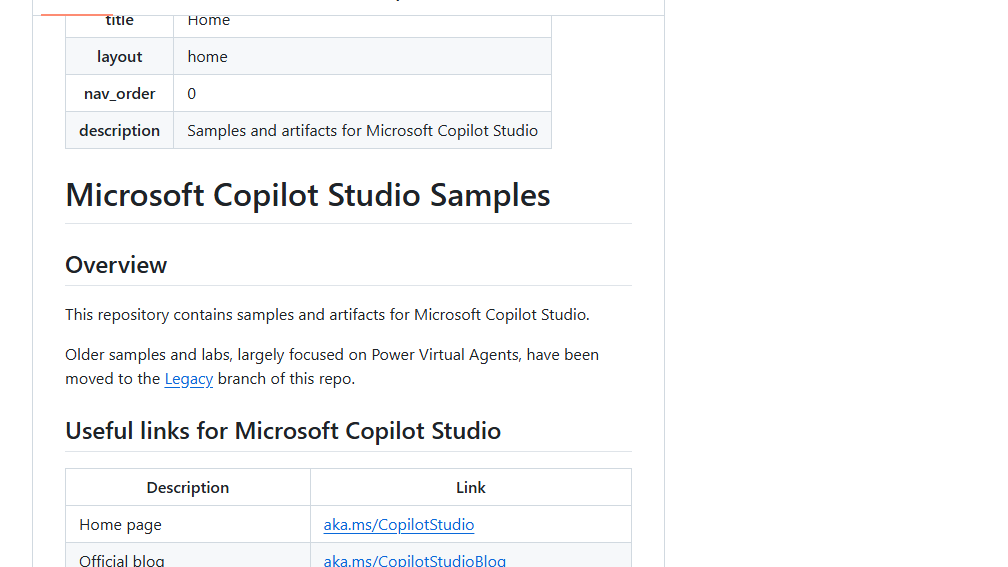 title Home
layout home
nav_order 0
description Samples and artifacts for Microsoft Copilot Studio
Microsoft Copilot Studio Samples
Overview
This repository contains samples and artifacts for Microsoft Copilot Studio.
Older samples and labs, largely focused on Power Virtual Agents, have been
moved to the Legacy branch of this repo.
Useful links for Microsoft Copilot Studio
Description Link
Home page aka.ms/CopilotStudio
Official blog aka.ms/CopilotStudioBlog